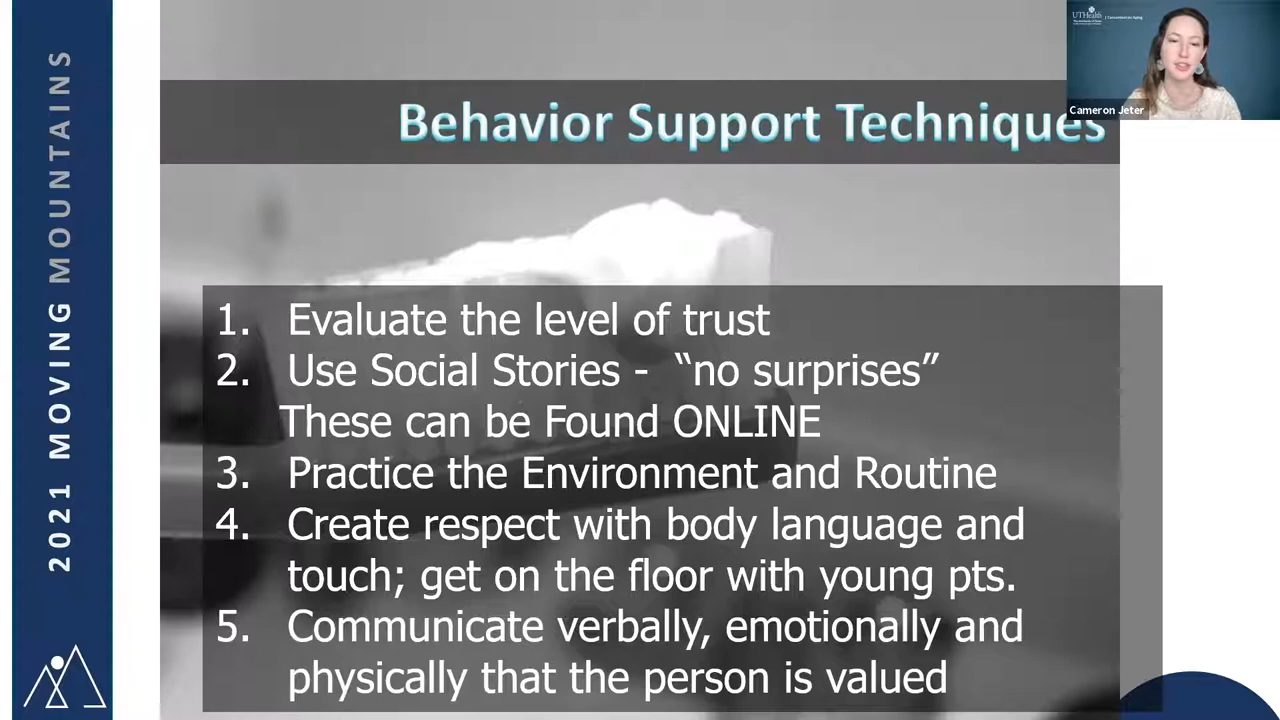 2021 MOVING MOUNTAINS
UTHealth
Cameron Jeter
Behavior Support Techniques
1. Evaluate the level of trust
2. Use Social Stories - “no surprises”
These can be Found ONLINE
3. Practice the Environment and Routine
4. Create respect with body language and
touch; get on the floor with young pts.
5. Communicate verbally, emotionally and
physically that the person is valued